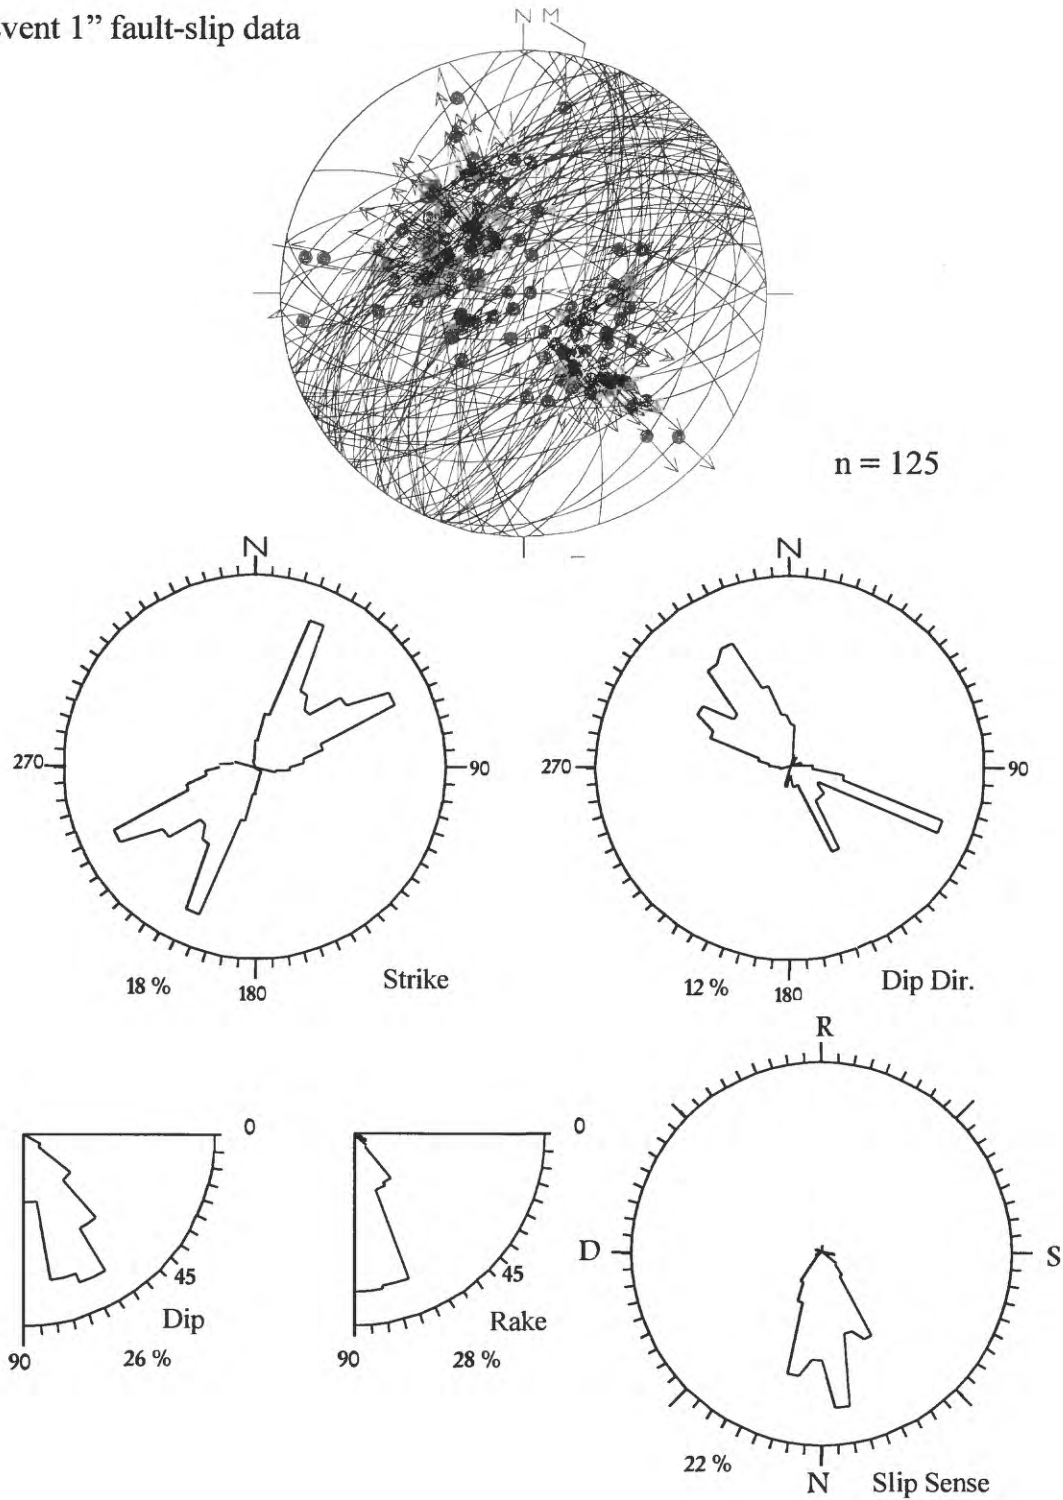 vent 1” fault-slip data
N M
n = 125
N
270
90
18 %
180
Strike
N
270
90
12 %
180
Dip Dir.
0
45
Dip
90
26 %
0
45
Rake
90
28 %
R
D
S
22 %
N
Slip Sense